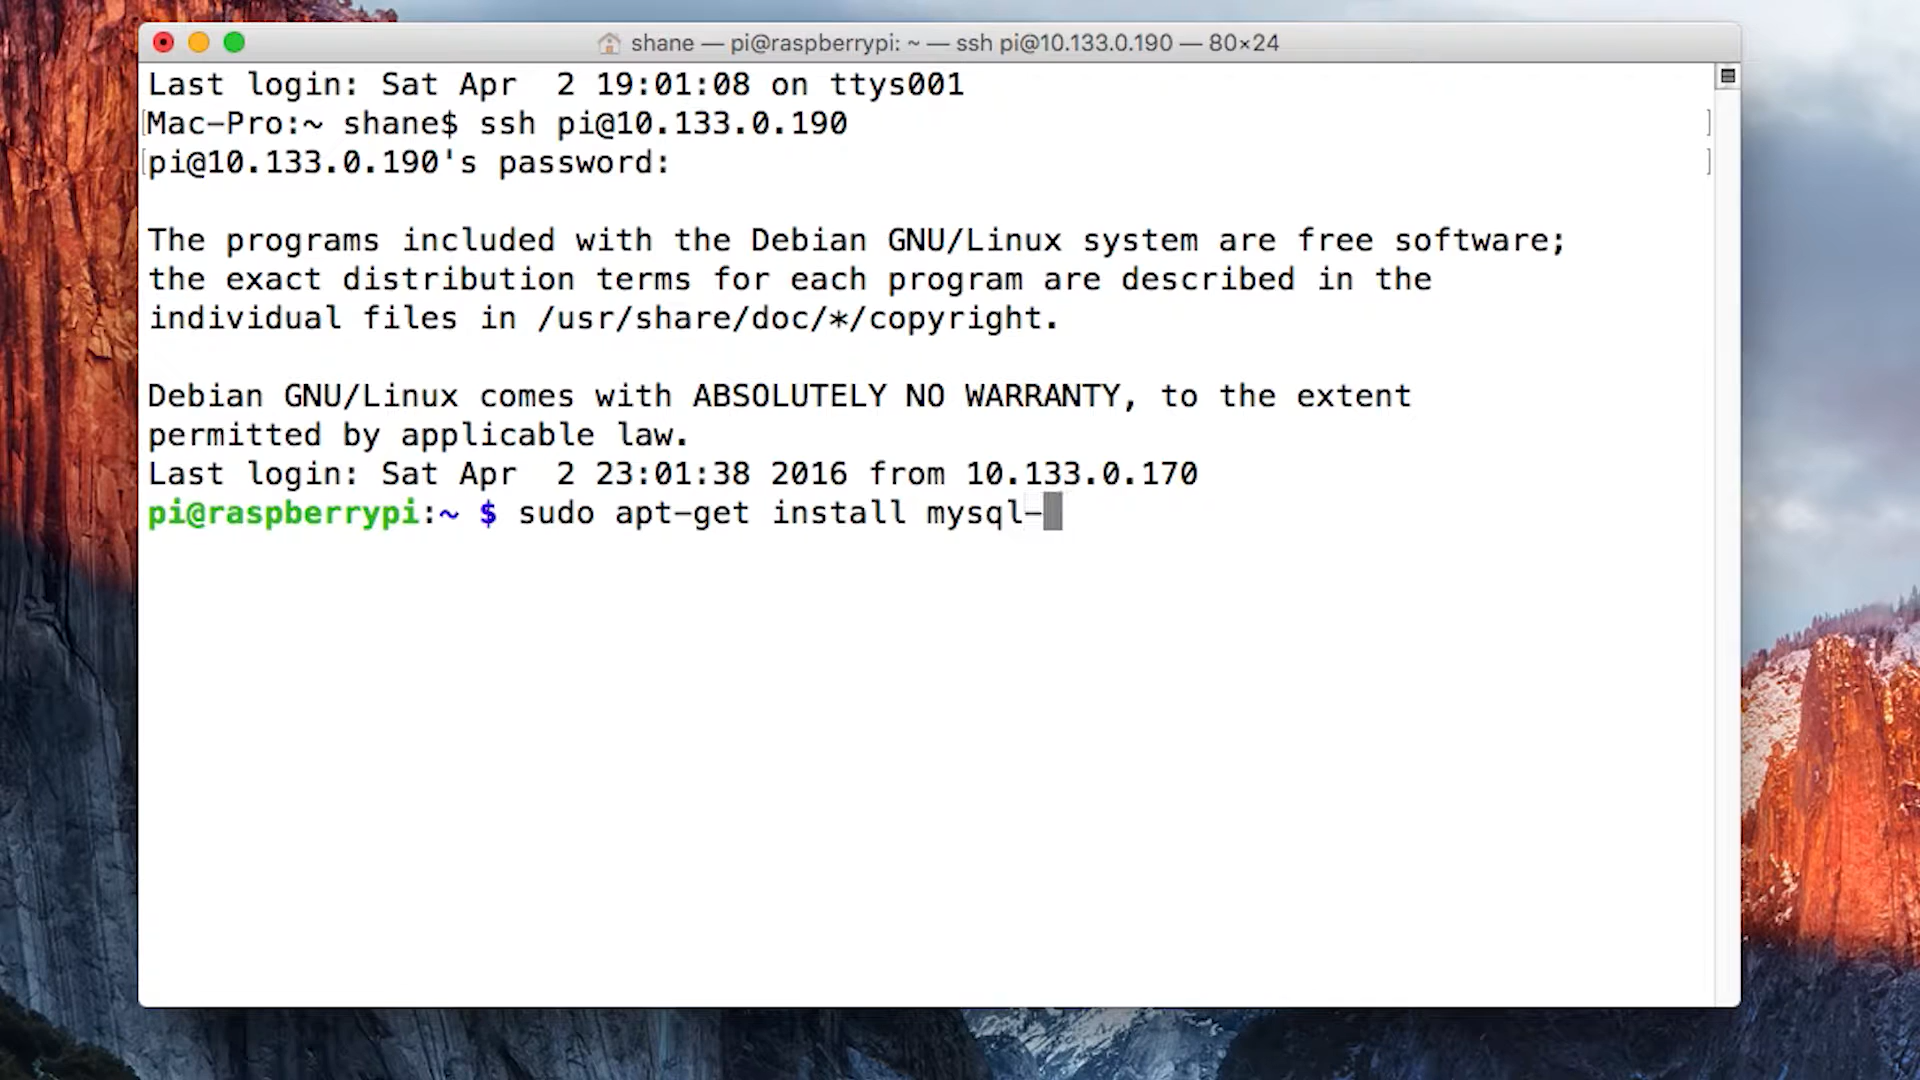 shane — pi@raspberrypi: ~ — ssh pi@10.133.0.190 — 80×24
Last login: Sat Apr  2 19:01:08 on ttys001
[Mac-Pro:~ shane$ ssh pi@10.133.0.190 ]
[pi@10.133.0.190's password: ]
The programs included with the Debian GNU/Linux system are free software;
the exact distribution terms for each program are described in the
individual files in /usr/share/doc/*/copyright.
Debian GNU/Linux comes with ABSOLUTELY NO WARRANTY, to the extent
permitted by applicable law.
Last login: Sat Apr  2 23:01:38 2016 from 10.133.0.170
pi@raspberrypi:~ $ sudo apt-get install mysql-